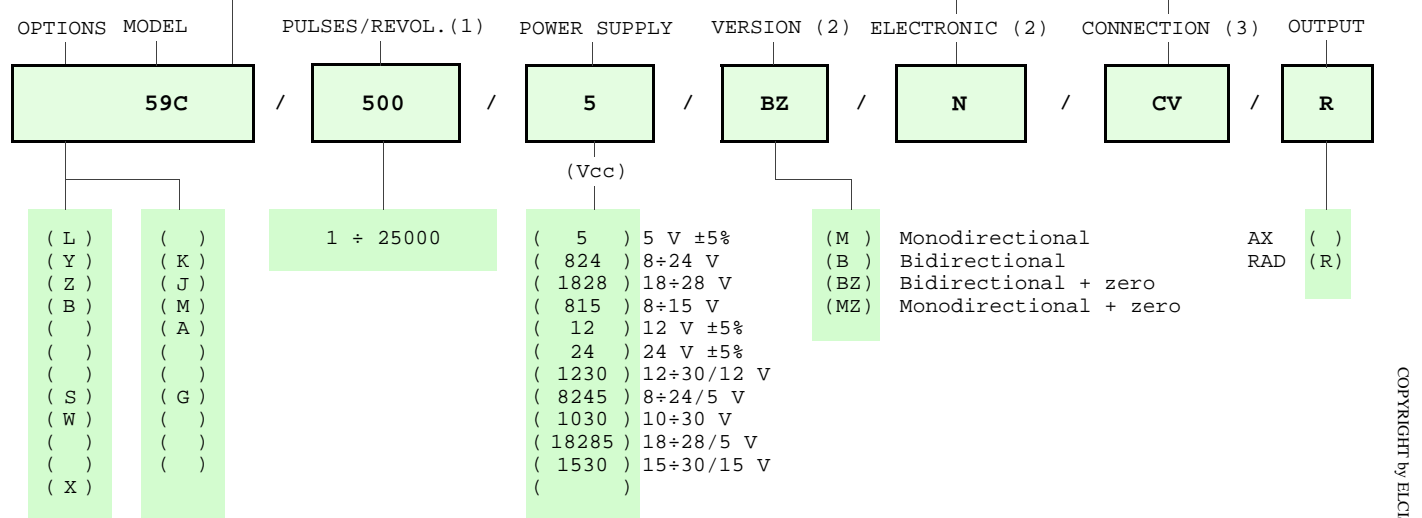 OPTIONS MODEL PULSES/REVOL.(1) POWER SUPPLY VERSION (2) ELECTRONIC (2) CONNECTION (3) OUTPUT
59C / 500 / 5 / BZ / N / CV / R
(Vcc)
( L ) ( ) 1 ÷ 25000 ( 5 ) 5 V ±5% (M ) Monodirectional AX ( )
( Y ) ( K ) ( 824 ) 8÷24 V (B ) Bidirectional RAD (R)
( Z ) ( J ) ( 1828 ) 18÷28 V (BZ) Bidirectional + zero
( B ) ( M ) ( 815 ) 8÷15 V (MZ) Monodirectional + zero
( ) ( A ) ( 12 ) 12 V ±5%
( ) ( ) ( 24 ) 24 V ±5%
( ) ( ) ( 1230 ) 12÷30/12 V
( S ) ( G ) ( 8245 ) 8÷24/5 V
( W ) ( ) ( 1030 ) 10÷30 V
( ) ( ) ( 18285 ) 18÷28/5 V
( ) ( ) ( 1530 ) 15÷30/15 V
( X ) ( )
COPYRIGHT by